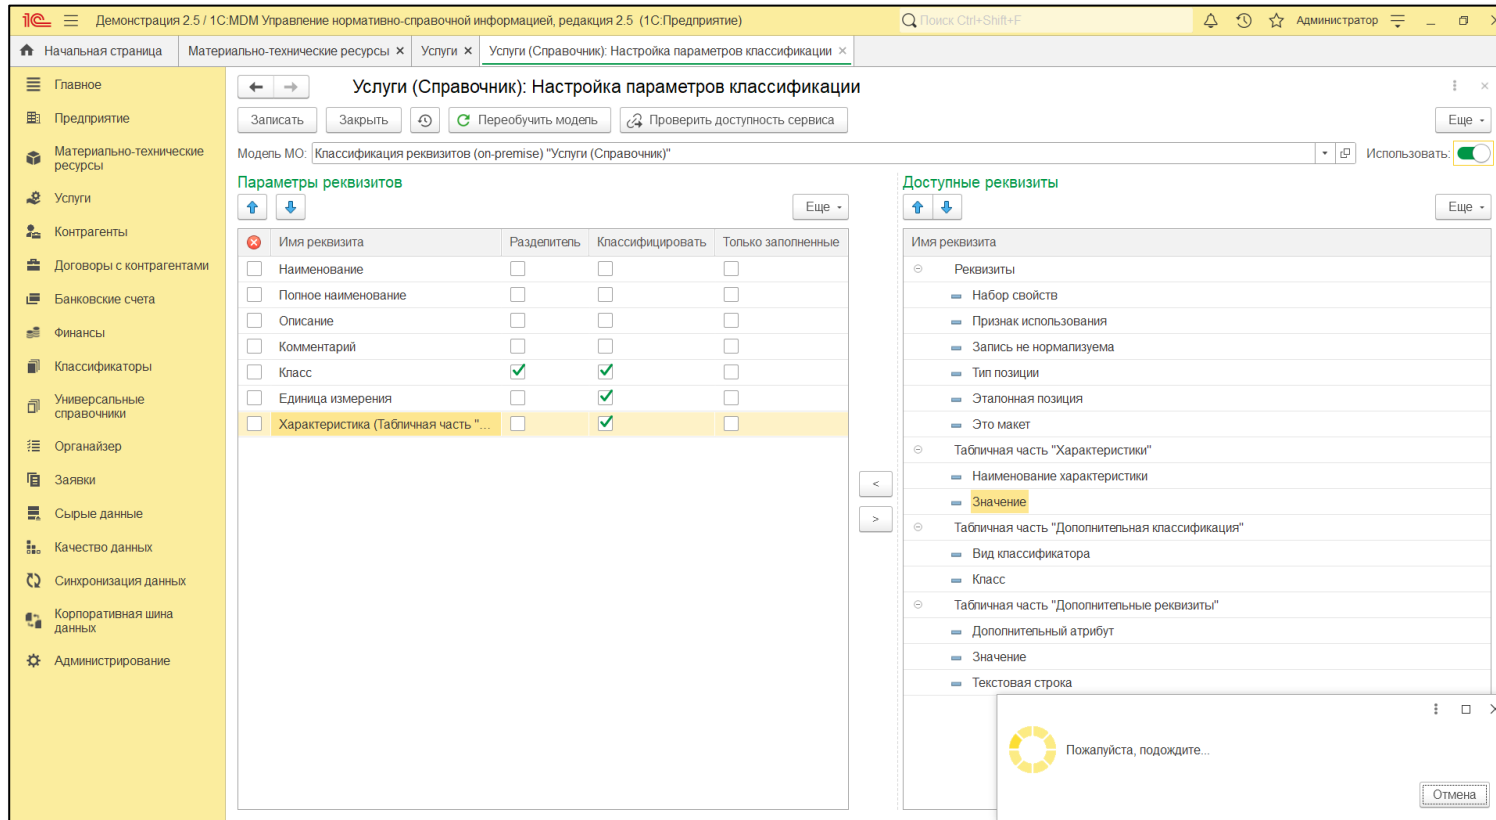 Демонстрация 2.5 / 1С:MDM Управление нормативно-справочной информацией, редакция 2.5 (1С:Предприятие)
Поиск Ctrl+Shift+F
Администратор
Начальная страница
Материально-технические ресурсы
Услуги
Услуги (Справочник): Настройка параметров классификации
Главное
Предприятие
Материально-технические
ресурсы
Услуги
Контрагенты
Договоры с контрагентами
Банковские счета
Финансы
Классификаторы
Универсальные
справочники
Органайзер
Заявки
Сырые данные
Качество данных
Синхронизация данных
Корпоративная шина
данных
Администрирование
Услуги (Справочник): Настройка параметров классификации
Записать
Закрыть
Переобучить модель
Проверить доступность сервиса
Еще
Модель МО: Классификация реквизитов (on-premise) "Услуги (Справочник)"
Использовать:
Параметры реквизитов
Еще
Имя реквизита Разделитель Классифицировать Только заполненные
Наименование
Полное наименование
Описание
Комментарий
Класс
Единица измерения
Характеристика (Табличная часть "...
<
>
Доступные реквизиты
Еще
Имя реквизита
Реквизиты
Набор свойств
Признак использования
Запись не нормализуема
Тип позиции
Эталонная позиция
Это макет
Табличная часть "Характеристики"
Наименование характеристики
Значение
Табличная часть "Дополнительная классификация"
Вид классификатора
Класс
Табличная часть "Дополнительные реквизиты"
Дополнительный атрибут
Значение
Текстовая строка
Пожалуйста, подождите...
Отмена